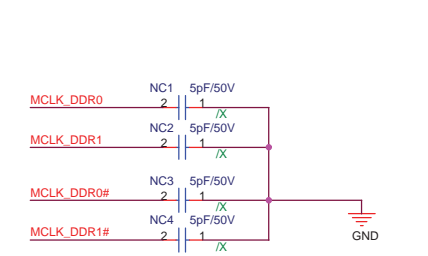 NC1 5pF/50V
MCLK_DDR0 2 1
/X
NC2 5pF/50V
MCLK_DDR1 2 1
/X
NC3 5pF/50V
MCLK_DDR0# 2 1
/X
NC4 5pF/50V
MCLK_DDR1# 2 1
/X
GND